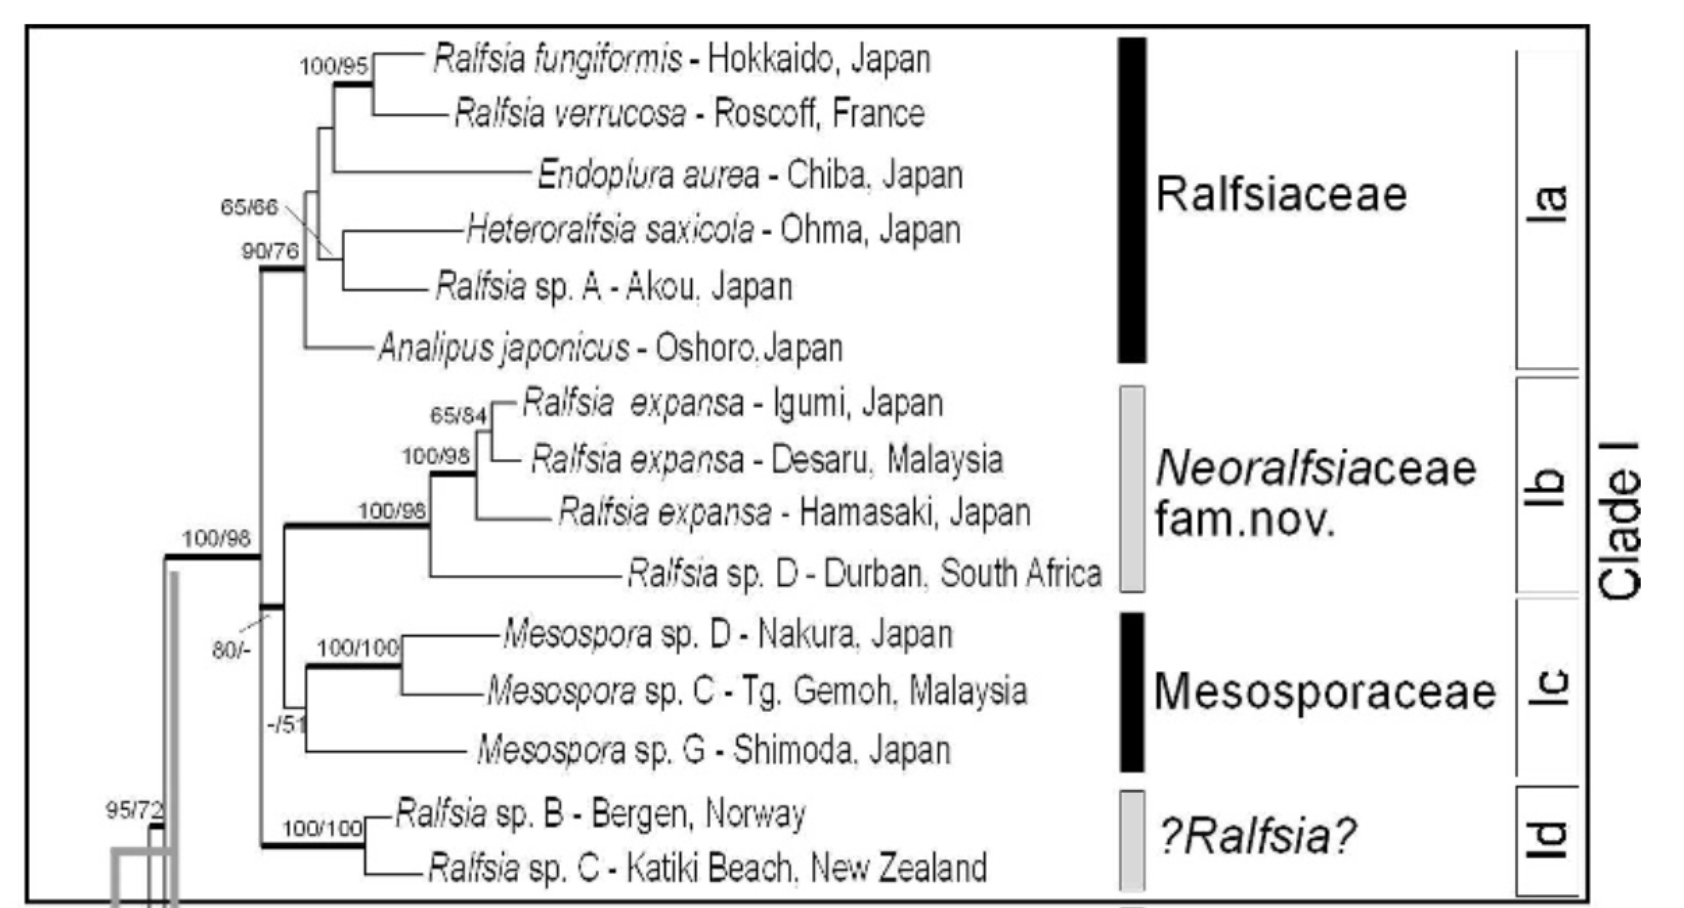 100/95
Ralfsia fungiformis - Hokkaido, Japan
Ralfsia verrucosa - Roscoff, France
Endoplura aurea - Chiba, Japan
Ralfsiaceae
Ia
65/66
Heteroralfsia saxicola - Ohma, Japan
90/76
Ralfsia sp. A - Akou, Japan
Analipus japonicus - Oshoro, Japan
Ralfsia expansa - Igumi, Japan
65/84
100/98
Ralfsia expansa - Desaru, Malaysia
Neoralfsiaceae
fam.nov.
Ib
Clade I
100/98
Ralfsia expansa - Hamasaki, Japan
100/98
Ralfsia sp. D - Durban, South Africa
80/-
Mesospora sp. D - Nakura, Japan
100/100
Mesospora sp. C - Tg. Gemoh, Malaysia
Mesosporaceae
Ic
-/51
Mesospora sp. G - Shimoda, Japan
95/72
Ralfsia sp. B - Bergen, Norway
100/100
?Ralfsia?
Id
Ralfsia sp. C - Katiki Beach, New Zealand